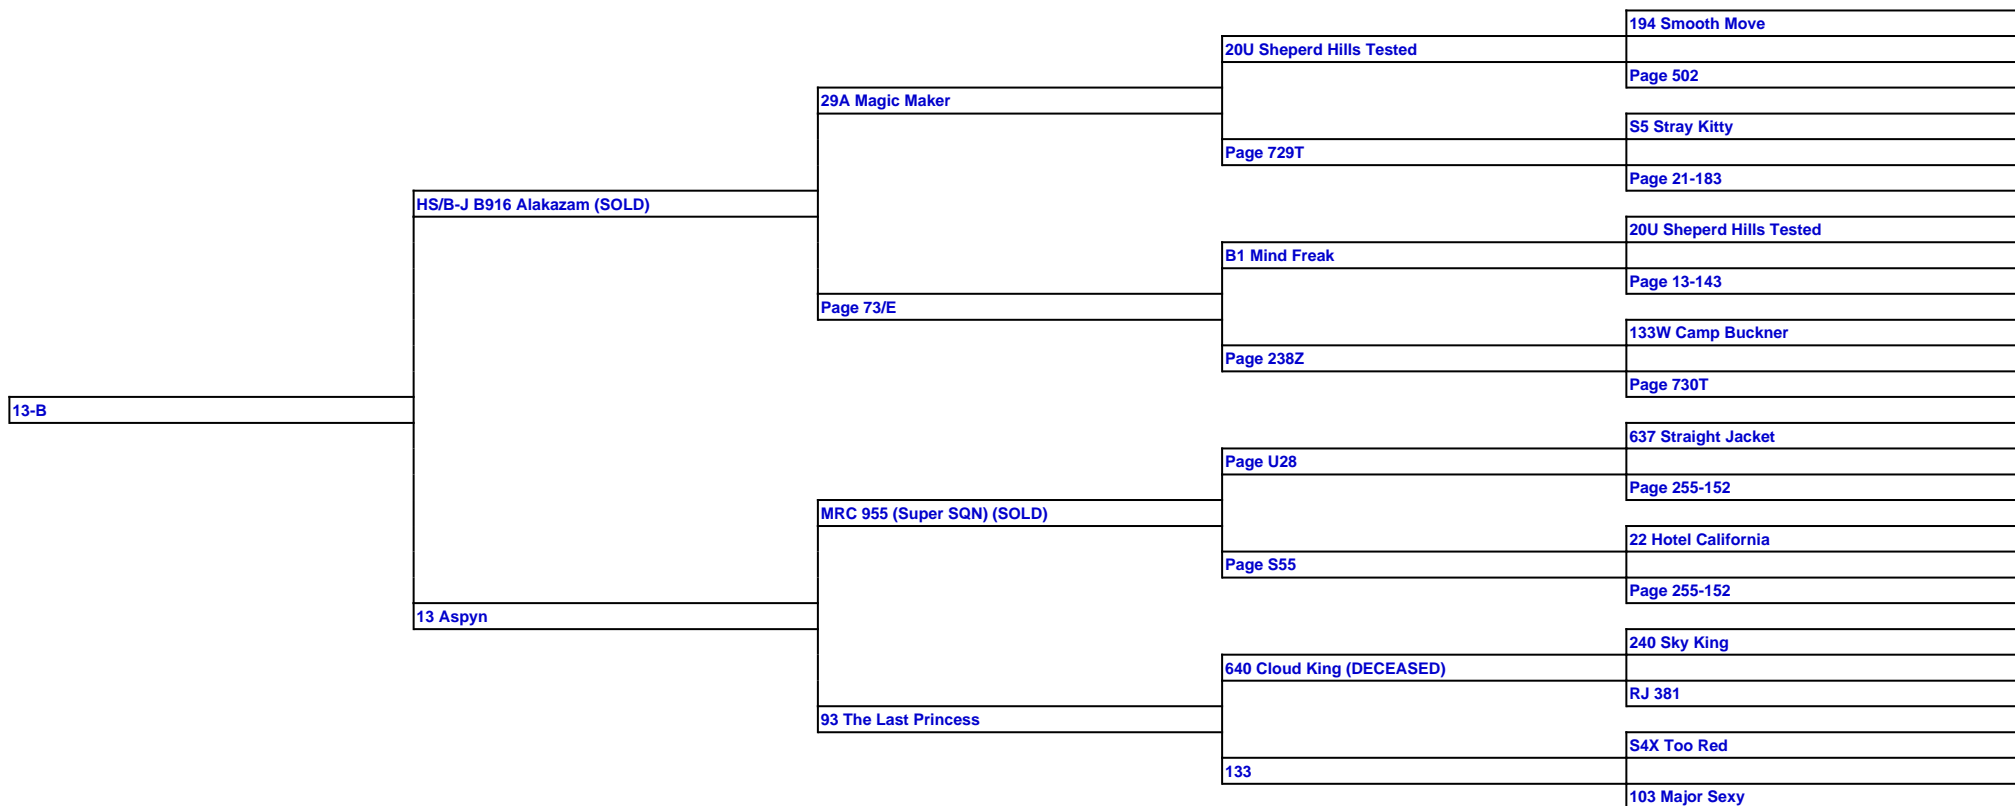 194 Smooth Move
20U Sheperd Hills Tested
Page 502
29A Magic Maker
S5 Stray Kitty
Page 729T
Page 21-183
HS/B-J B916 Alakazam (SOLD)
20U Sheperd Hills Tested
B1 Mind Freak
Page 13-143
Page 73/E
133W Camp Buckner
Page 238Z
Page 730T
13-B
637 Straight Jacket
Page U28
Page 255-152
MRC 955 (Super SQN) (SOLD)
22 Hotel California
Page S55
Page 255-152
13 Aspyn
240 Sky King
640 Cloud King (DECEASED)
RJ 381
93 The Last Princess
S4X Too Red
133
103 Major Sexy